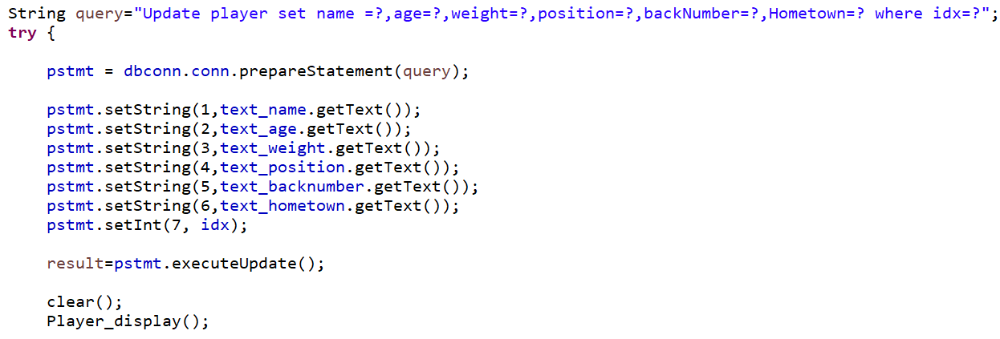 String query="Update player set name =?,age=?,weight=?,position=?,backNumber=?,Hometown=? where idx=?";
try {
pstmt = dbconn.conn.prepareStatement(query);
pstmt.setString(1,text_name.getText());
pstmt.setString(2,text_age.getText());
pstmt.setString(3,text_weight.getText());
pstmt.setString(4,text_position.getText());
pstmt.setString(5,text_backnumber.getText());
pstmt.setString(6,text_hometown.getText());
pstmt.setInt(7, idx);
result=pstmt.executeUpdate();
clear();
Player_display();